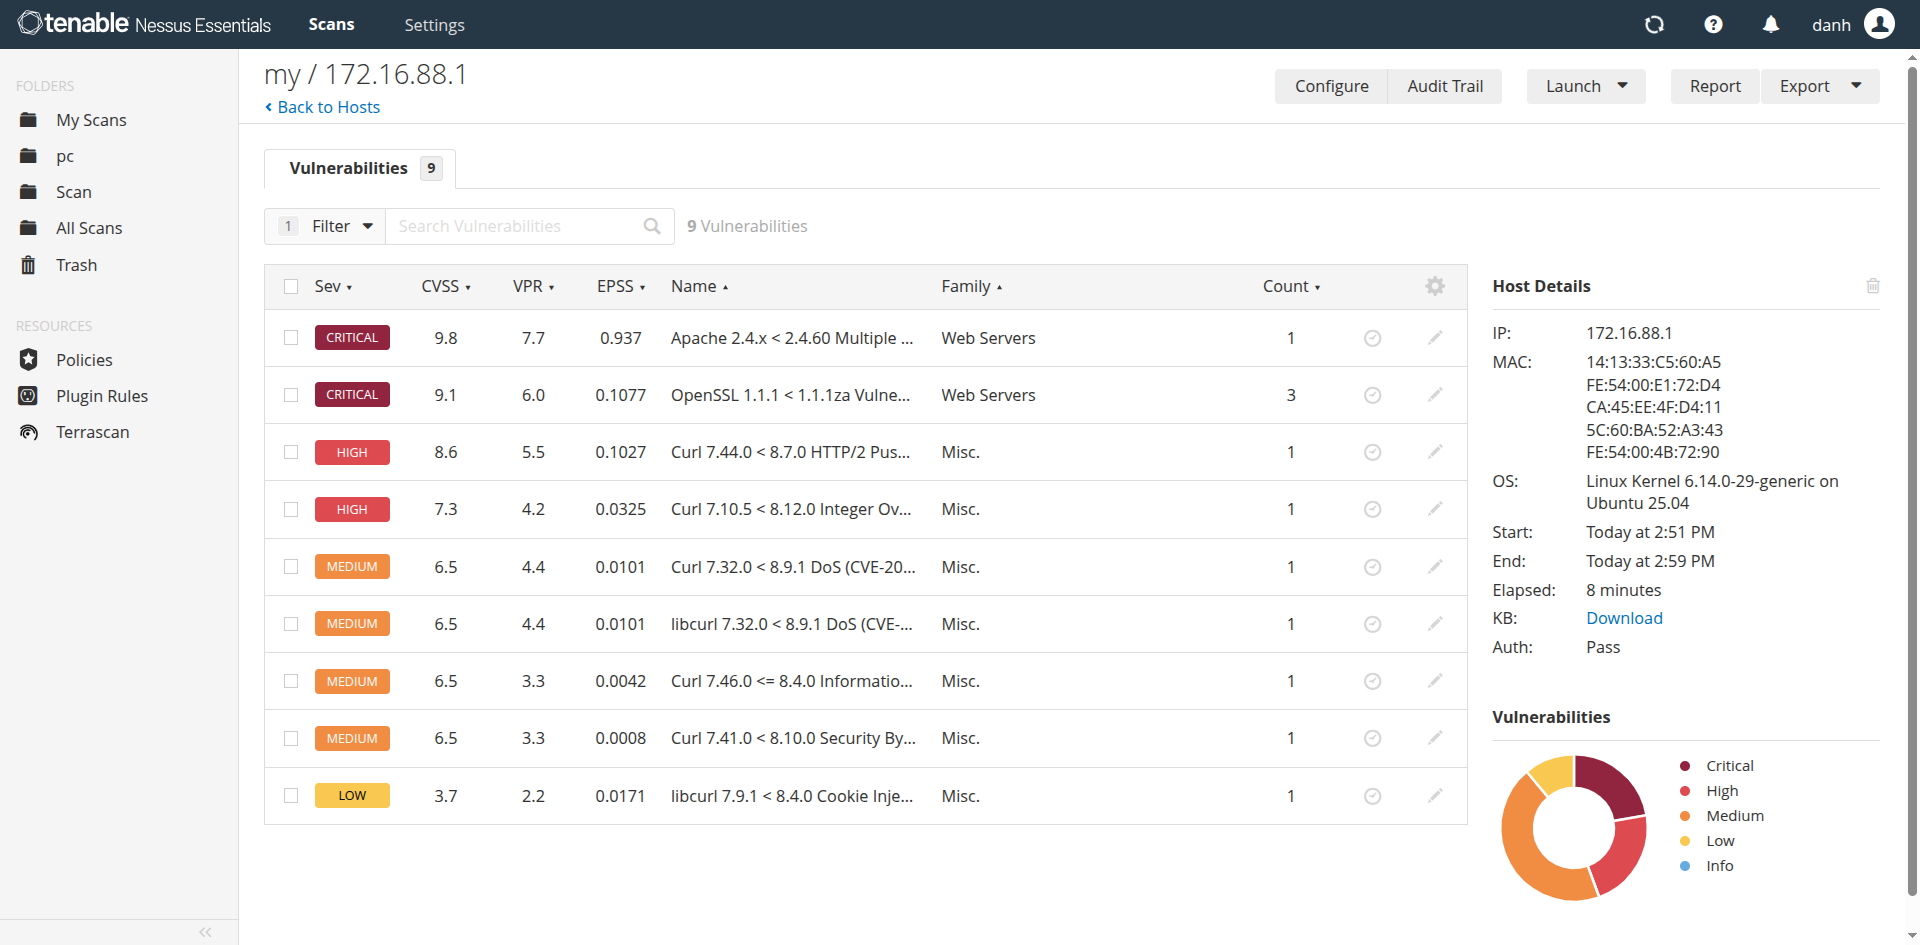 tenable Nessus Essentials
Scans
Settings
danh
FOLDERS
My Scans
pc
Scan
All Scans
Trash
RESOURCES
Policies
Plugin Rules
Terrascan
my / 172.16.88.1
Back to Hosts
Configure
Audit Trail
Launch
Report
Export
Vulnerabilities 9
1 Filter
Search Vulnerabilities
9 Vulnerabilities
Sev CVSS VPR EPSS Name Family Count
CRITICAL 9.8 7.7 0.937 Apache 2.4.x < 2.4.60 Multiple ... Web Servers 1
CRITICAL 9.1 6.0 0.1077 OpenSSL 1.1.1 < 1.1.1za Vulne... Web Servers 3
HIGH 8.6 5.5 0.1027 Curl 7.44.0 < 8.7.0 HTTP/2 Pus... Misc. 1
HIGH 7.3 4.2 0.0325 Curl 7.10.5 < 8.12.0 Integer Ov... Misc. 1
MEDIUM 6.5 4.4 0.0101 Curl 7.32.0 < 8.9.1 DoS (CVE-20... Misc. 1
MEDIUM 6.5 4.4 0.0101 libcurl 7.32.0 < 8.9.1 DoS (CVE-... Misc. 1
MEDIUM 6.5 3.3 0.0042 Curl 7.46.0 <= 8.4.0 Informatio... Misc. 1
MEDIUM 6.5 3.3 0.0008 Curl 7.41.0 < 8.10.0 Security By... Misc. 1
LOW 3.7 2.2 0.0171 libcurl 7.9.1 < 8.4.0 Cookie Inje... Misc. 1
Host Details
IP: 172.16.88.1
MAC: 14:13:33:C5:60:A5
FE:54:00:E1:72:D4
CA:45:EE:4F:D4:11
5C:60:BA:52:A3:43
FE:54:00:4B:72:90
OS: Linux Kernel 6.14.0-29-generic on
Ubuntu 25.04
Start: Today at 2:51 PM
End: Today at 2:59 PM
Elapsed: 8 minutes
KB: Download
Auth: Pass
Vulnerabilities
Critical
High
Medium
Low
Info